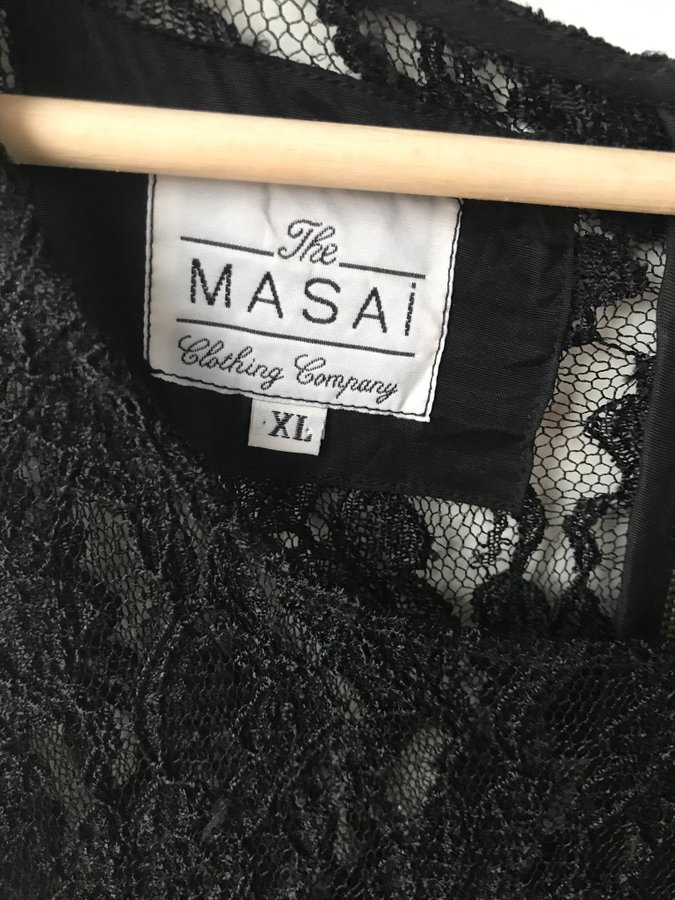 The
MASAi
Clothing Company
XL